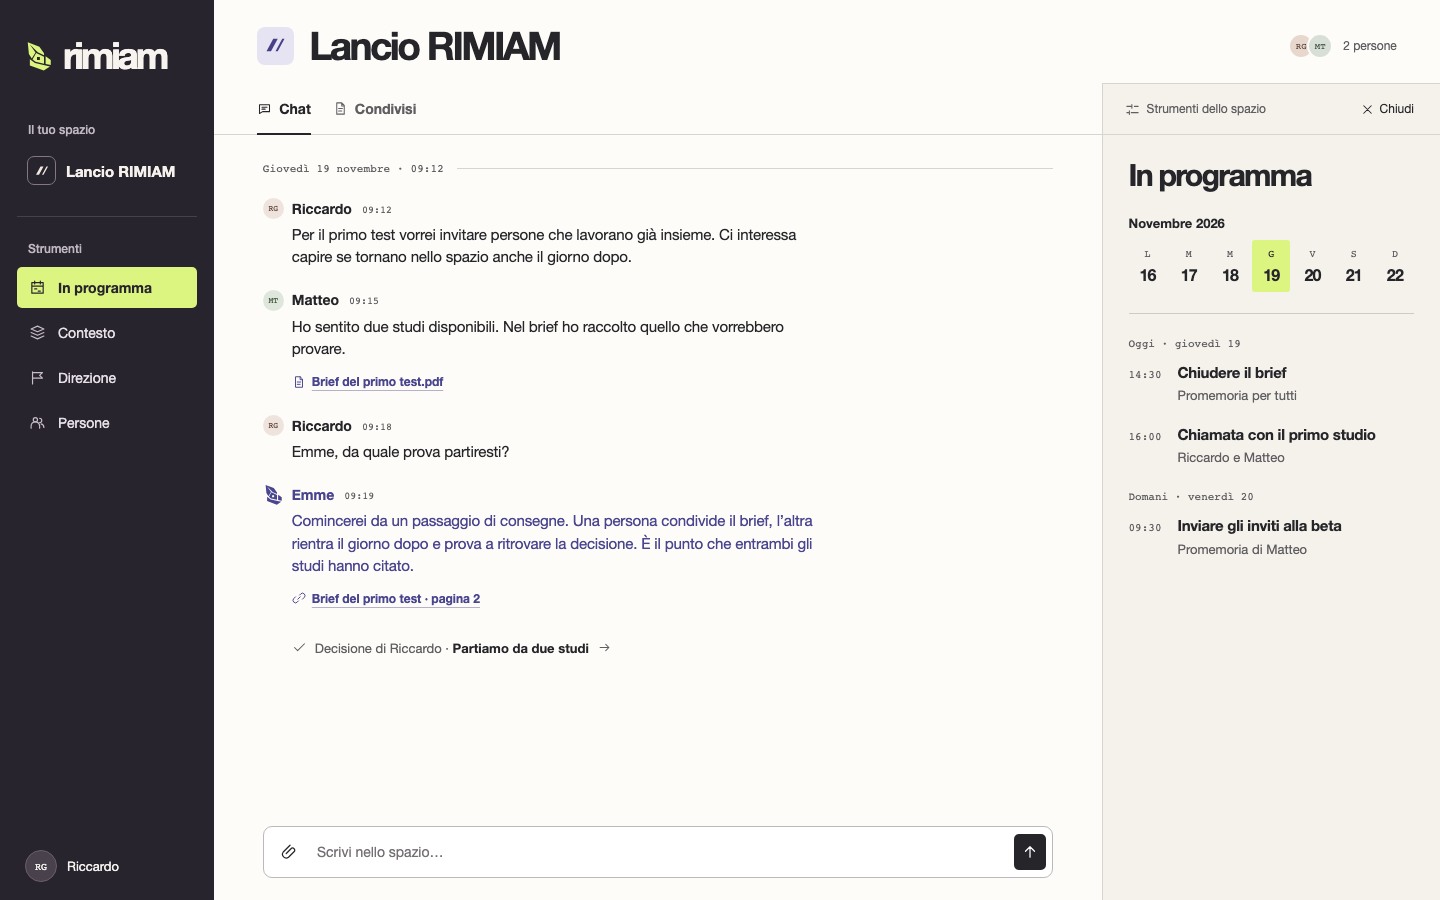 rimiam
Il tuo spazio
Lancio RIMIAM
Strumenti
In programma
Contesto
Direzione
Persone
RG Riccardo
Lancio RIMIAM
RG MT 2 persone
Chat Condivisi
Giovedì 19 novembre · 09:12
RG Riccardo 09:12
Per il primo test vorrei invitare persone che lavorano già insieme. Ci interessa
capire se tornano nello spazio anche il giorno dopo.
MT Matteo 09:15
Ho sentito due studi disponibili. Nel brief ho raccolto quello che vorrebbero
provare.
Brief del primo test.pdf
RG Riccardo 09:18
Emme, da quale prova partiresti?
Emme 09:19
Comincerei da un passaggio di consegne. Una persona condivide il brief, l’altra
rientra il giorno dopo e prova a ritrovare la decisione. È il punto che entrambi gli
studi hanno citato.
Brief del primo test · pagina 2
Decisione di Riccardo · Partiamo da due studi →
Scrivi nello spazio…
Strumenti dello spazio Chiudi
In programma
Novembre 2026
L M M G V S D
16 17 18 19 20 21 22
Oggi · giovedì 19
14:30 Chiudere il brief
Promemoria per tutti
16:00 Chiamata con il primo studio
Riccardo e Matteo
Domani · venerdì 20
09:30 Inviare gli inviti alla beta
Promemoria di Matteo